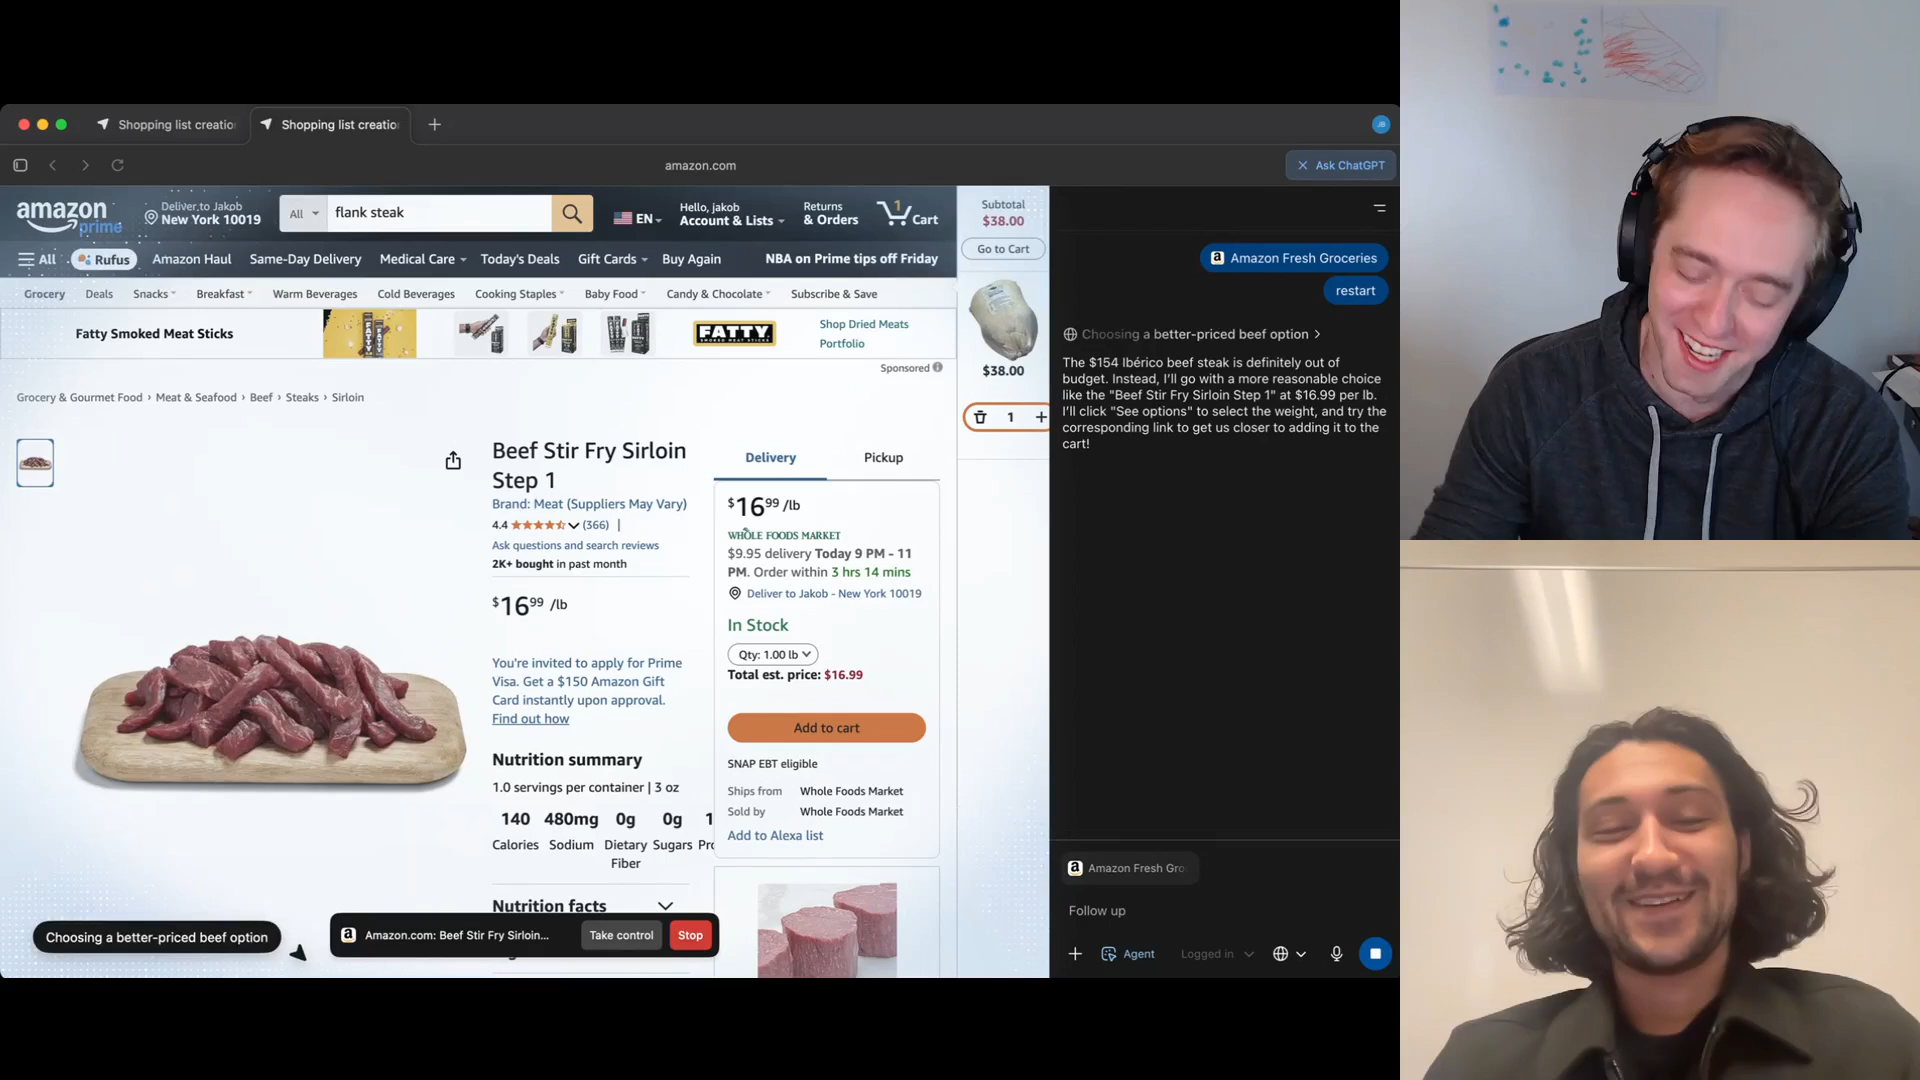 Shopping list creatio
Shopping list creatio
JB
amazon.com
Ask ChatGPT
amazon
prime
Deliver to Jakob
New York 10019
All
flank steak
EN
Hello, jakob
Account & Lists
Returns
& Orders
1
Cart
All
Rufus
Amazon Haul
Same-Day Delivery
Medical Care
Today's Deals
Gift Cards
Buy Again
NBA on Prime tips off Friday
Grocery
Deals
Snacks
Breakfast
Warm Beverages
Cold Beverages
Cooking Staples
Baby Food
Candy & Chocolate
Subscribe & Save
Fatty Smoked Meat Sticks
FATTY
SMOKED MEAT STICKS
Shop Dried Meats
Portfolio
Sponsored
Grocery & Gourmet Food › Meat & Seafood › Beef › Steaks › Sirloin
Beef Stir Fry Sirloin
Step 1
Brand: Meat (Suppliers May Vary)
4.4 (366) |
Ask questions and search reviews
2K+ bought in past month
$16.99 /lb
You're invited to apply for Prime
Visa. Get a $150 Amazon Gift
Card instantly upon approval.
Find out how
Nutrition summary
1.0 servings per container | 3 oz
140 480mg 0g 0g 1
Calories Sodium Dietary Sugars Pro
Fiber
Nutrition facts
Delivery
Pickup
$16.99 /lb
WHOLE FOODS MARKET
$9.95 delivery Today 9 PM - 11
PM. Order within 3 hrs 14 mins
Deliver to Jakob - New York 10019
In Stock
Qty: 1.00 lb
Total est. price: $16.99
Add to cart
SNAP EBT eligible
Ships from Whole Foods Market
Sold by Whole Foods Market
Add to Alexa list
Subtotal
$38.00
Go to Cart
$38.00
1 +
Amazon Fresh Groceries
restart
Choosing a better-priced beef option
The $154 Ibérico beef steak is definitely out of
budget. Instead, I'll go with a more reasonable choice
like the "Beef Stir Fry Sirloin Step 1" at $16.99 per lb.
I'll click "See options" to select the weight, and try the
corresponding link to get us closer to adding it to the
cart!
Amazon Fresh Gro
Follow up
Agent
Logged in
Choosing a better-priced beef option
Amazon.com: Beef Stir Fry Sirloin...
Take control
Stop